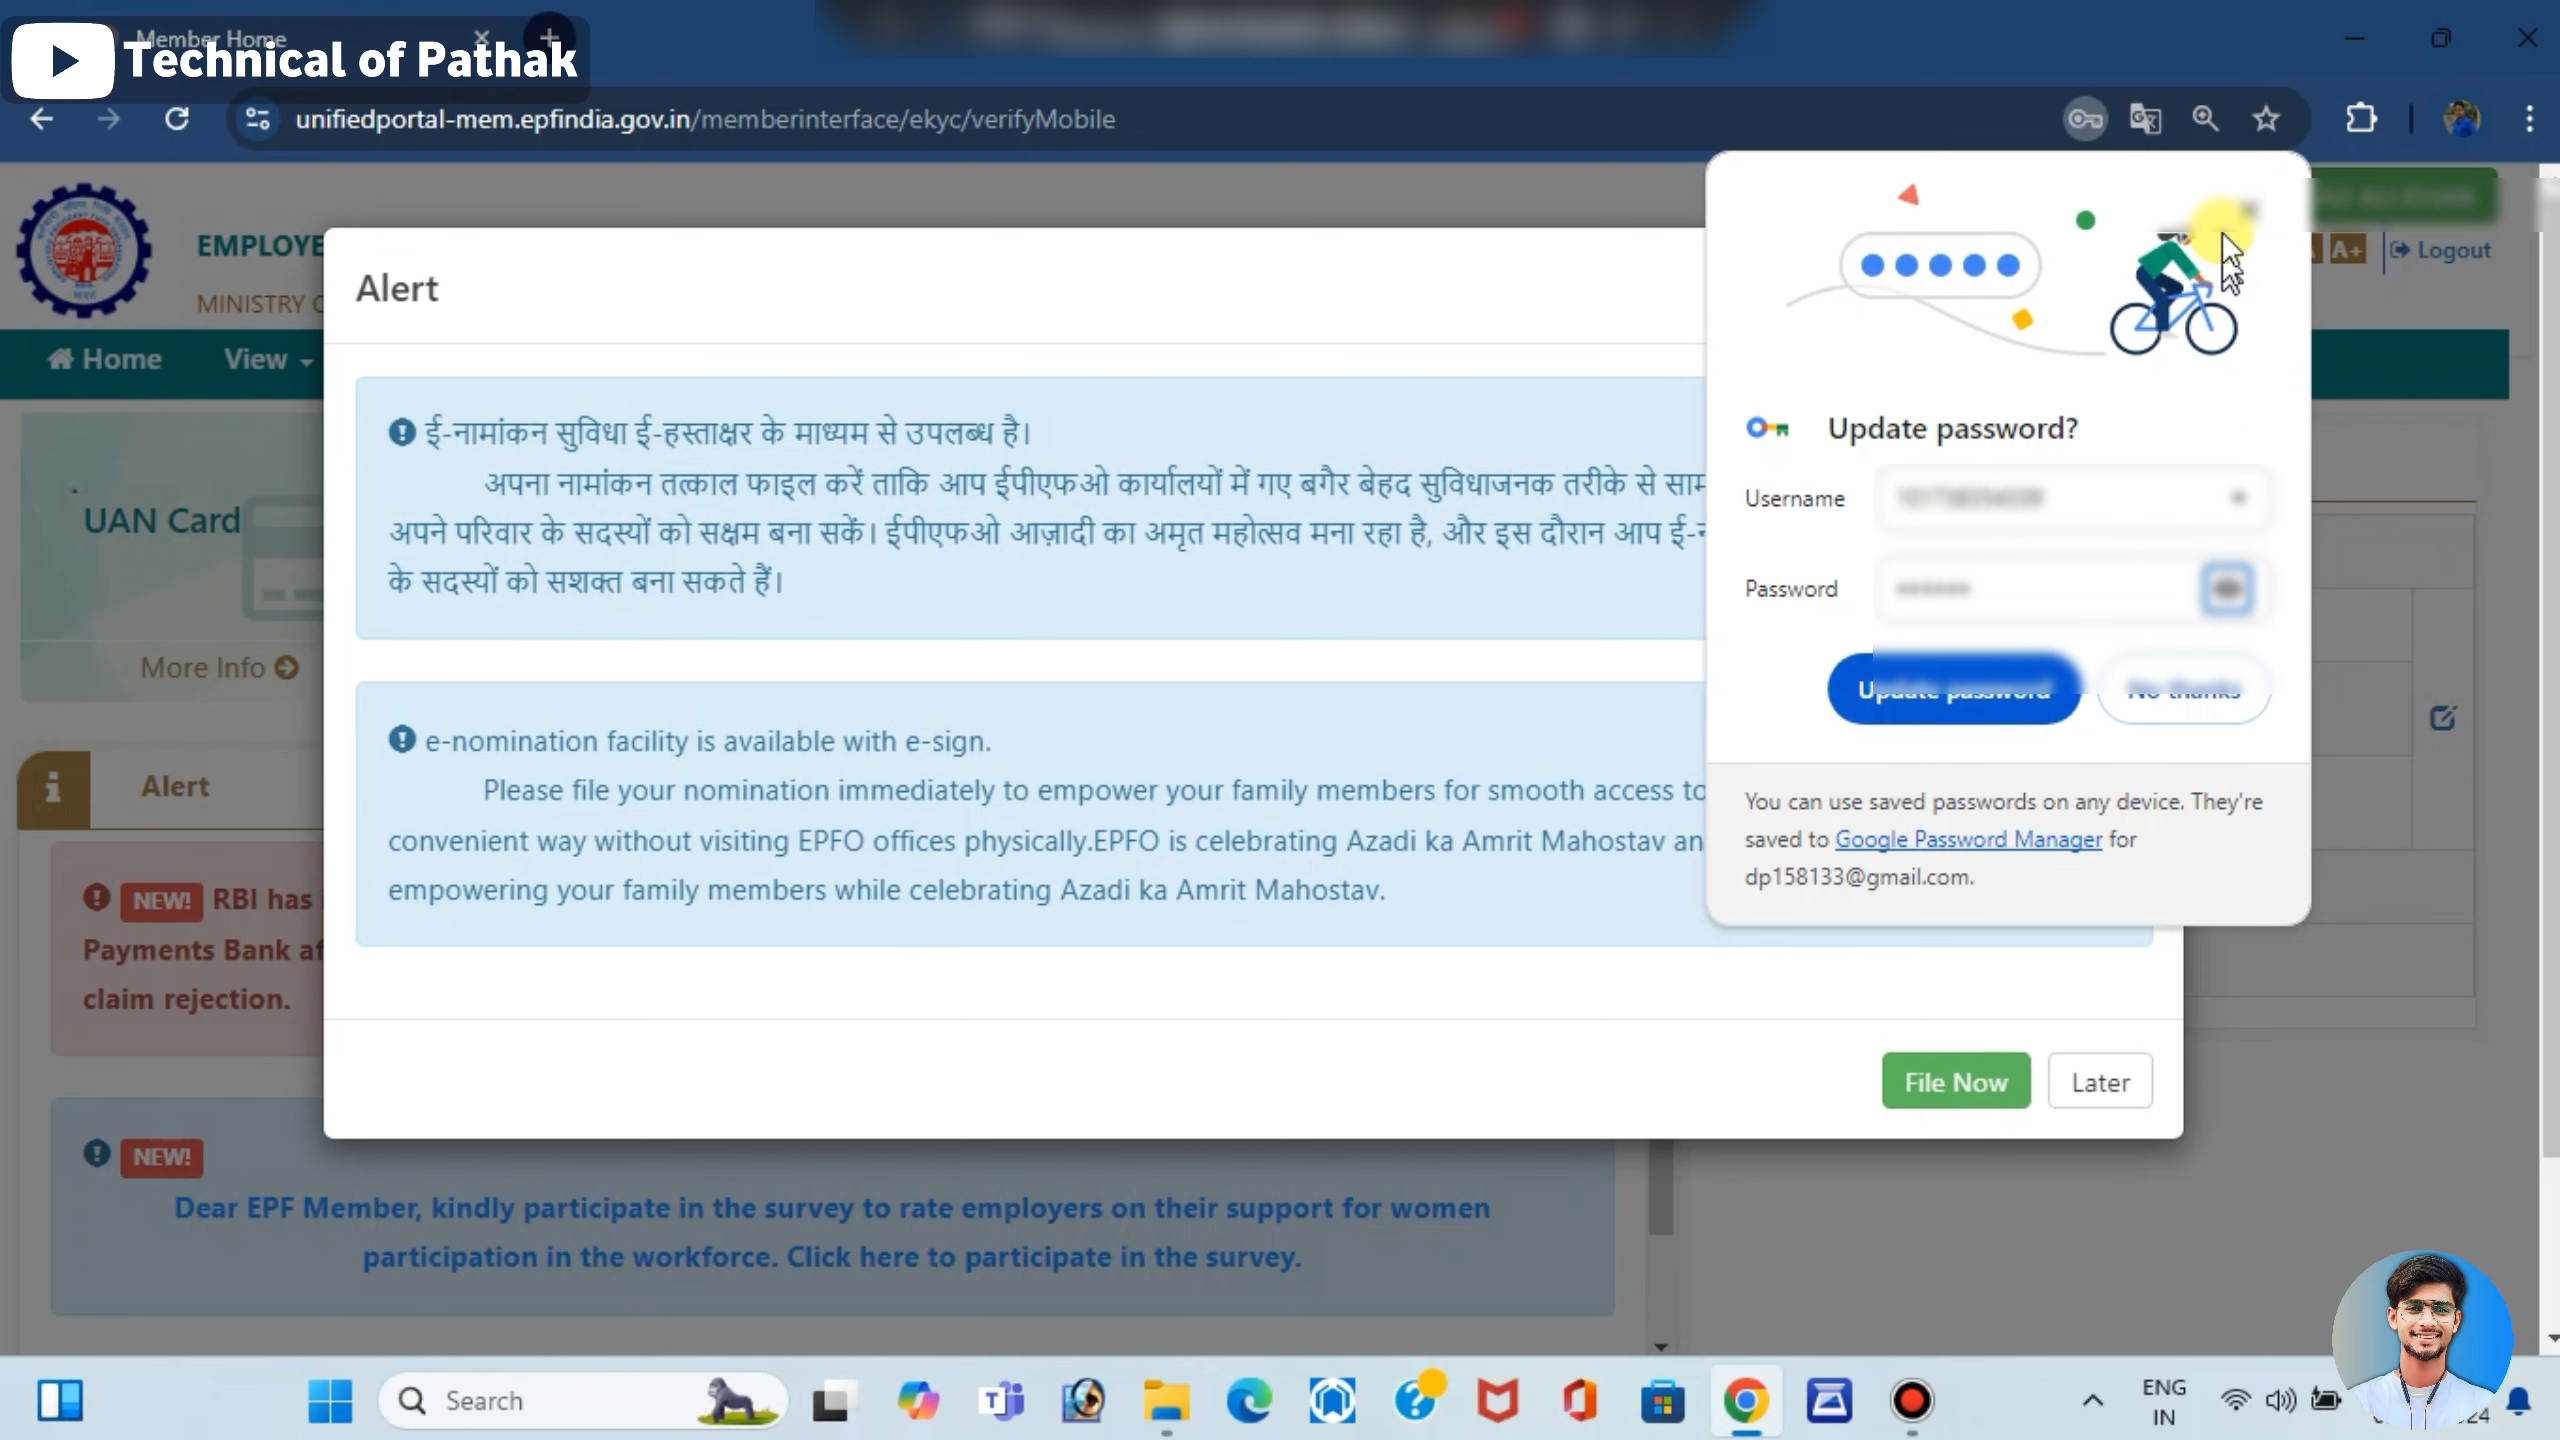 Member Home
Technical of Pathak
unifiedportal-mem.epfindia.gov.in/memberinterface/ekyc/verifyMobile
EMPLOYE
MINISTRY
A+
Logout
Home
View
UAN Card
More Info
Alert
NEW! RBI has
Payments Bank
claim rejection.
Alert
ई-नामांकन सुविधा ई-हस्ताक्षर के माध्यम से उपलब्ध है।
अपना नामांकन तत्काल फाइल करें ताकि आप ईपीएफओ कार्यालयों में गए बगैर बेहद सुविधाजनक तरीके से
अपने परिवार के सदस्यों को सक्षम बना सकें। ईपीएफओ आज़ादी का अमृत महोत्सव मना रहा है, और इस दौरान आप
के सदस्यों को सशक्त बना सकते हैं।
e-nomination facility is available with e-sign.
Please file your nomination immediately to empower your family members for smooth access to
convenient way without visiting EPFO offices physically.EPFO is celebrating Azadi ka Amrit Mahostav an
empowering your family members while celebrating Azadi ka Amrit Mahostav.
File Now
Later
Update password?
Username
Password
Update password
No thanks
You can use saved passwords on any device. They're
saved to Google Password Manager for
dp158133@gmail.com.
NEW!
Dear EPF Member, kindly participate in the survey to rate employers on their support for women
participation in the workforce. Click here to participate in the survey.
Search
ENG
IN